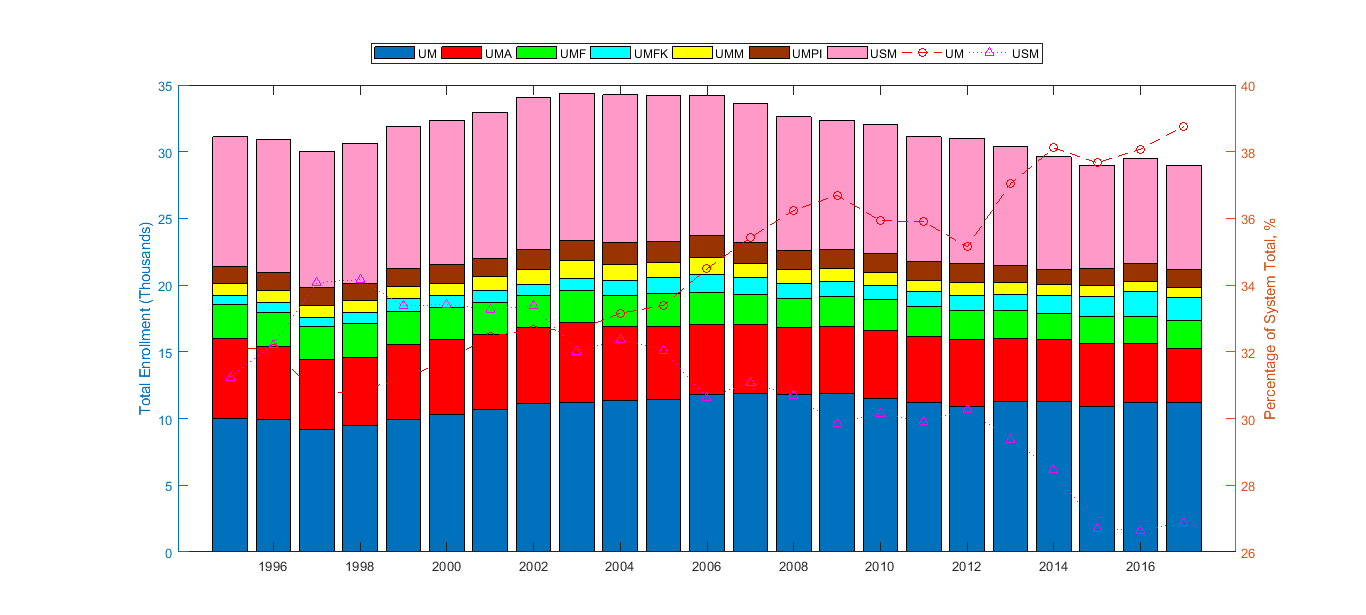 UM UMA UMF UMFK UMM UMPI USM UM USM
35 40
30 38
25 36
20 34
15 32
10 30
5 28
0 26
Total Enrollment (Thousands)
Percentage of System Total, %
1996 1998 2000 2002 2004 2006 2008 2010 2012 2014 2016